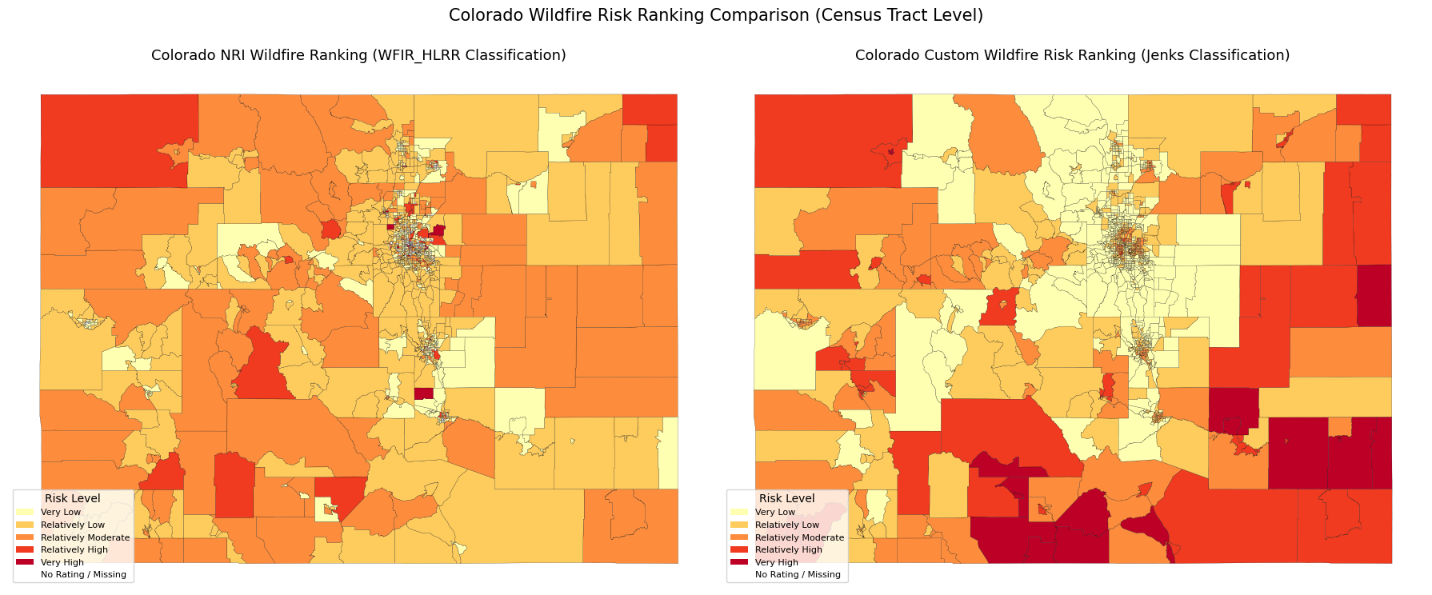 Colorado Wildfire Risk Ranking Comparison (Census Tract Level)
Colorado NRI Wildfire Ranking (WFIR_HLRR Classification)
Risk Level
Very Low
Relatively Low
Relatively Moderate
Relatively High
Very High
No Rating / Missing
Colorado Custom Wildfire Risk Ranking (Jenks Classification)
Risk Level
Very Low
Relatively Low
Relatively Moderate
Relatively High
Very High
No Rating / Missing